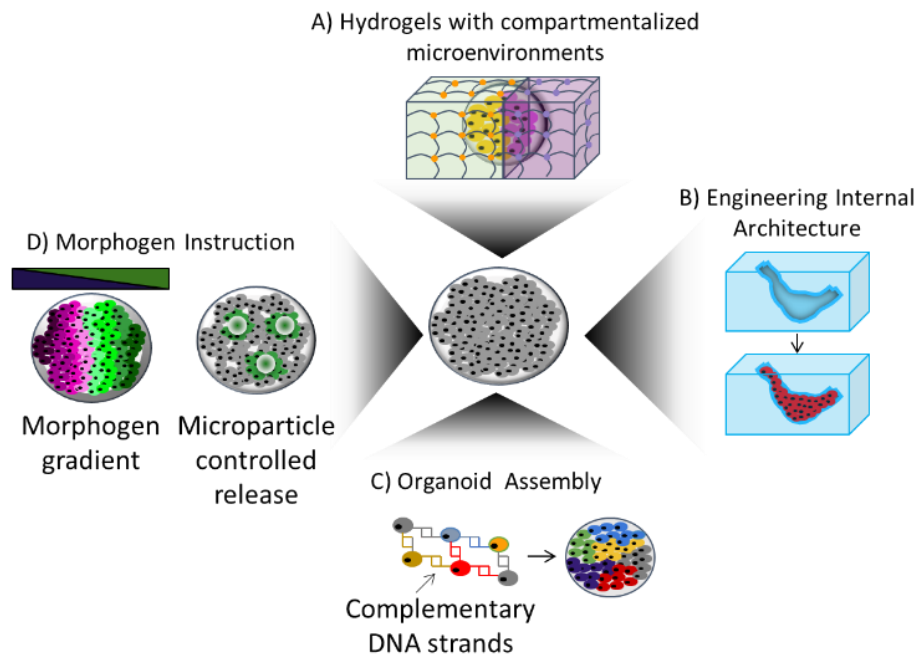 A) Hydrogels with compartmentalized
microenvironments
B) Engineering Internal
Architecture
D) Morphogen Instruction
Morphogen
gradient
Microparticle
controlled
release
C) Organoid Assembly
Complementary
DNA strands